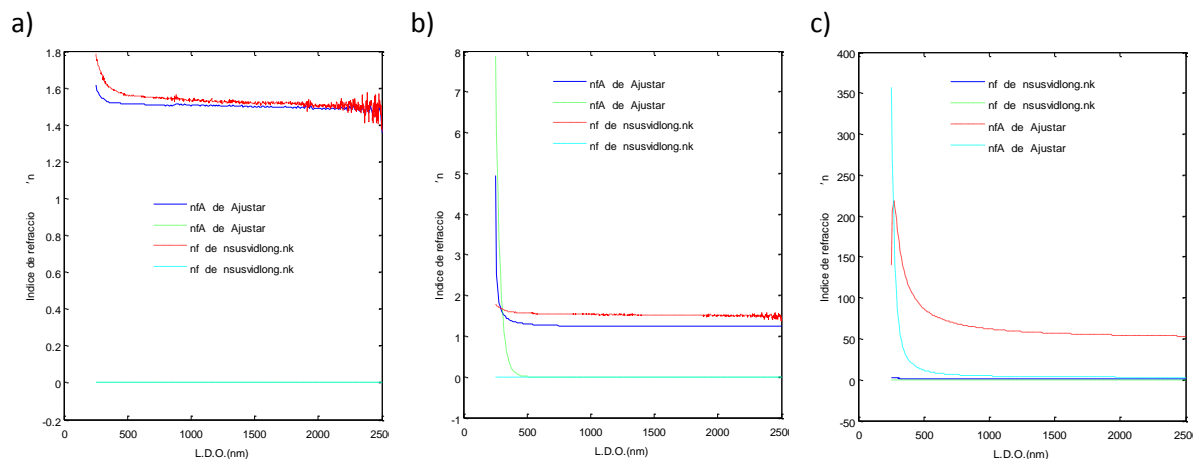 a)
1.8
1.6
1.4
1.2
1
0.8
0.6
0.4
0.2
0
-0.2
0
500
1000
1500
2000
250
Indice de refraccio ´n
L.D.O.(nm)
nfA de Ajustar
nfA de Ajustar
nf de nsusvidlong.nk
nf de nsusvidlong.nk
b)
8
7
6
5
4
3
2
1
0
-1
0
500
1000
1500
2000
250
Indice de refraccio ´n
L.D.O.(nm)
nfA de Ajustar
nfA de Ajustar
nf de nsusvidlong.nk
nf de nsusvidlong.nk
c)
400
350
300
250
200
150
100
50
0
-50
0
500
1000
1500
2000
250
Indice de refraccio ´n
L.D.O.(nm)
nf de nsusvidlong.nk
nf de nsusvidlong.nk
nfA de Ajustar
nfA de Ajustar